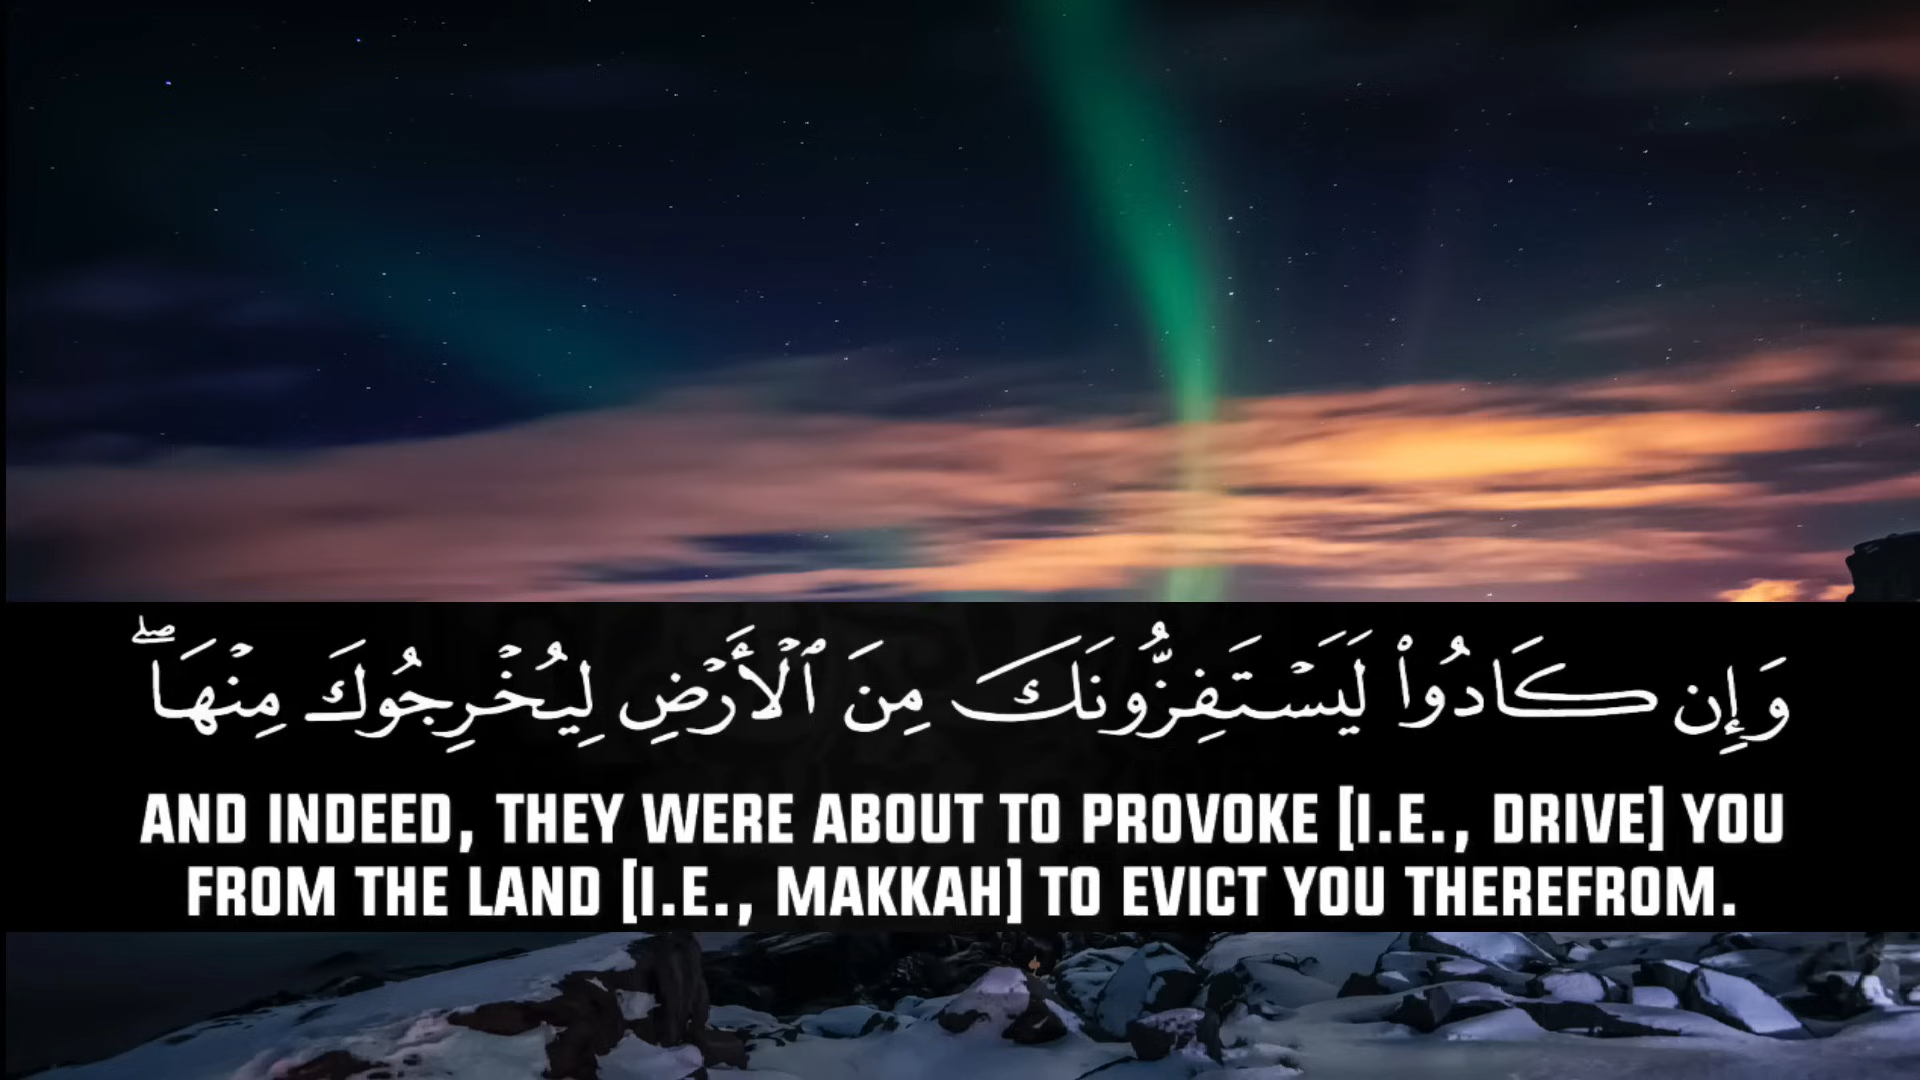 وَإِن كَادُوا۟ لَيَسْتَفِزُّونَكَ مِنَ ٱلْأَرْضِ لِيُخْرِجُوكَ مِنْهَا ۖ
AND INDEED, THEY WERE ABOUT TO PROVOKE [I.E., DRIVE] YOU
FROM THE LAND [I.E., MAKKAH] TO EVICT YOU THEREFROM.